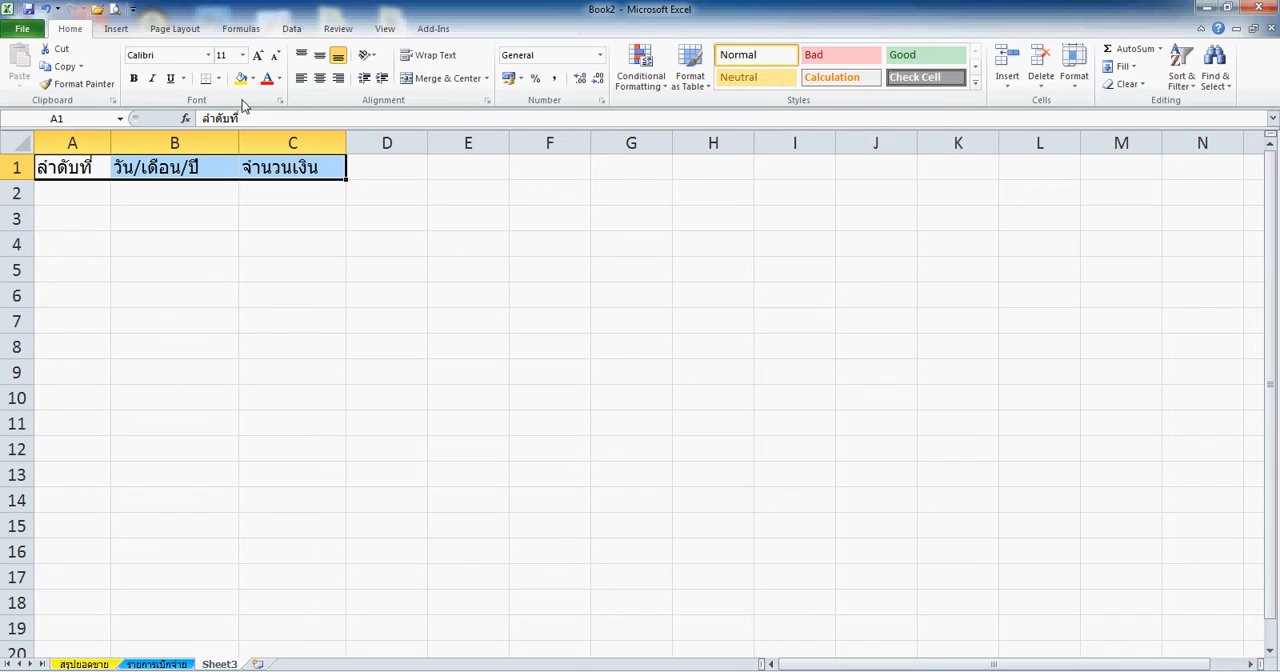 Book2 - Microsoft Excel
File Home Insert Page Layout Formulas Data Review View Add-Ins
Paste Cut Copy Format Painter
Clipboard
Calibri 11
B I U A
Font
Wrap Text
Merge & Center
Alignment
General
%
Number
Conditional Formatting
Format as Table
Normal Bad Good
Neutral Calculation Check Cell
Styles
Insert Delete Format
Cells
AutoSum
Fill
Clear
Sort & Filter
Find & Select
Editing
A1 fx ลำดับที่
A B C D E F G H I J K L M N
1 ลำดับที่ วัน/เดือน/ปี จำนวนเงิน
2
3
4
5
6
7
8
9
10
11
12
13
14
15
16
17
18
19
20
สรุปยอดขาย รายการเบิกจ่าย Sheet3